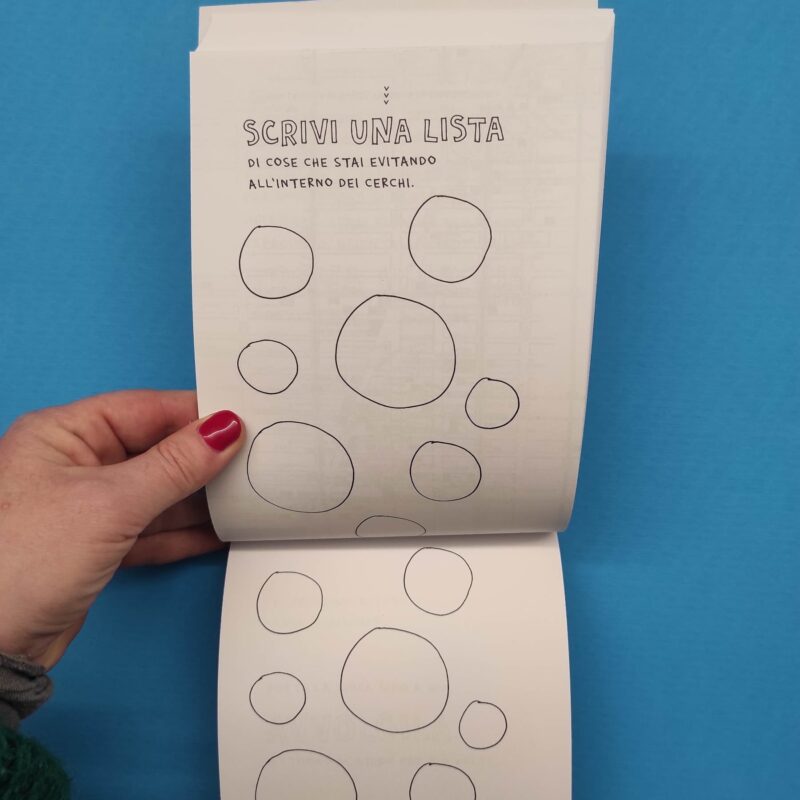 SCRIVI UNA LISTA
DI COSE CHE STAI EVITANDO
ALL'INTERNO DEI CERCHI.